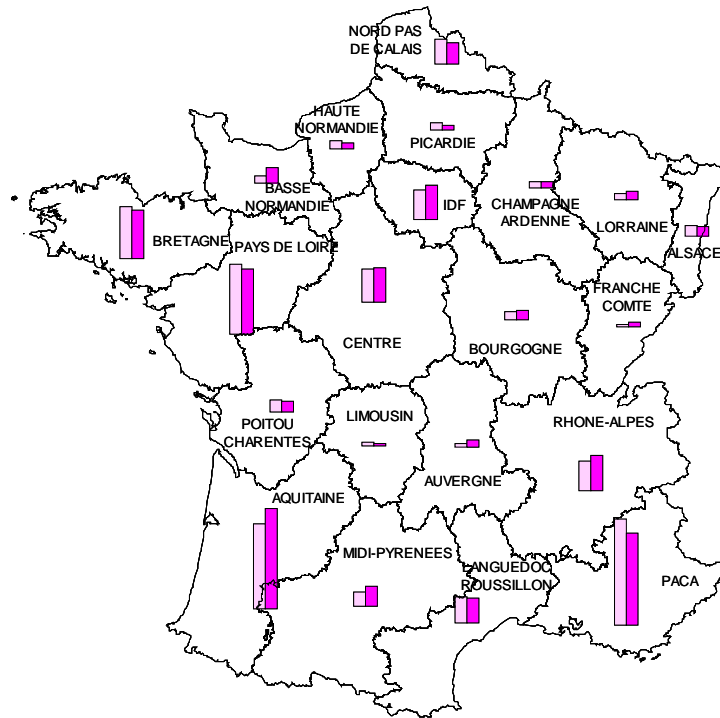 NORD PAS
DE CALAIS
HAUTE
NORMANDIE
PICARDIE
BASSE
NORMANDIE
IDF
CHAMPAGNE
ARDENNE
LORRAINE
ALSACE
BRETAGNE
PAYS DE LOIRE
FRANCHE
COMTE
CENTRE
BOURGOGNE
POITOU
CHARENTES
LIMOUSIN
RHONE-ALPES
AUVERGNE
AQUITAINE
MIDI-PYRENEES
LANGUEDOC
ROUSSILLON
PACA